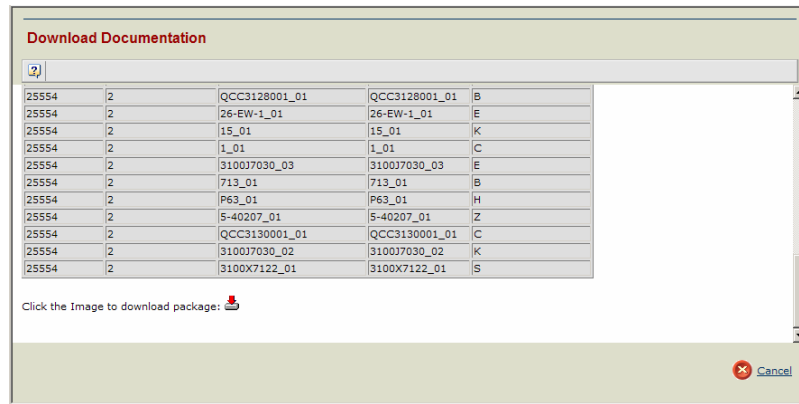 Download Documentation
25554 2 QCC3128001_01 QCC3128001_01 B
25554 2 26-EW-1_01 26-EW-1_01 E
25554 2 15_01 15_01 K
25554 2 1_01 1_01 C
25554 2 3100J7030_03 3100J7030_03 E
25554 2 713_01 713_01 B
25554 2 P63_01 P63_01 H
25554 2 5-40207_01 5-40207_01 Z
25554 2 QCC3130001_01 QCC3130001_01 C
25554 2 3100J7030_02 3100J7030_02 K
25554 2 3100X7122_01 3100X7122_01 S
Click the Image to download package:
Cancel